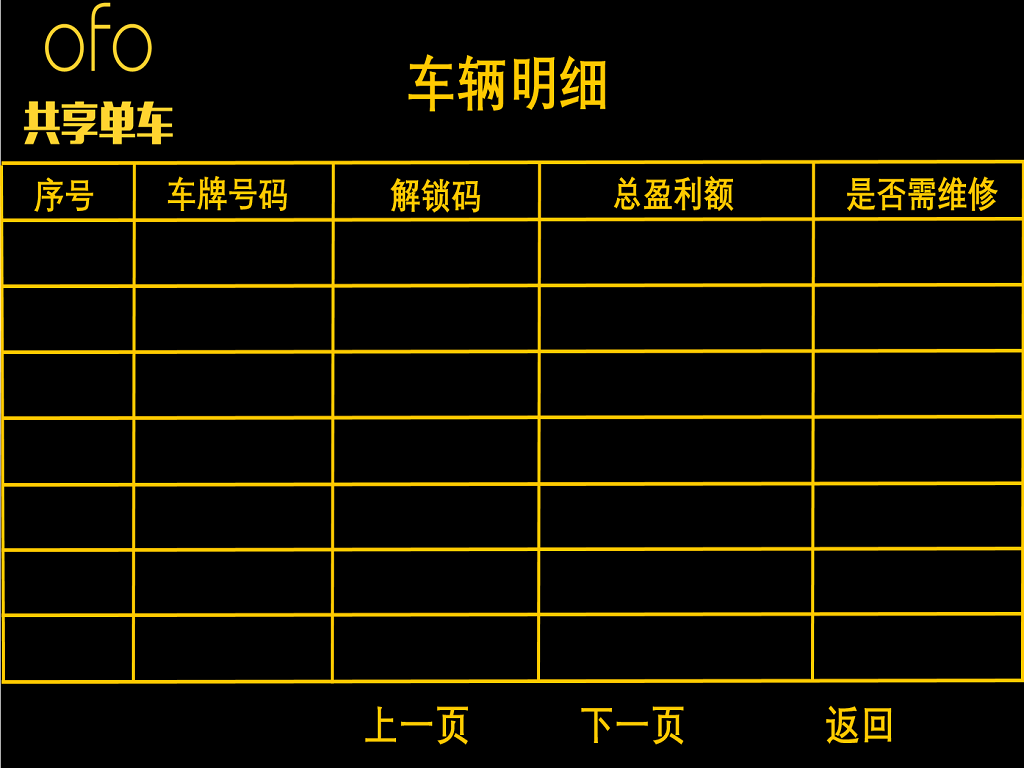 ofo
共享单车
车辆明细
序号 车牌号码 解锁码 总盈利额 是否需维修
上一页 下一页 返回